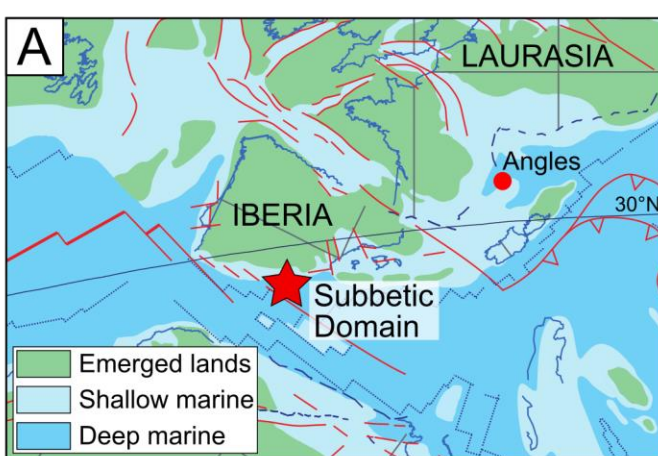 A
LAURASIA
Angles
30°N
IBERIA
Subbetic
Domain
Emerged lands
Shallow marine
Deep marine